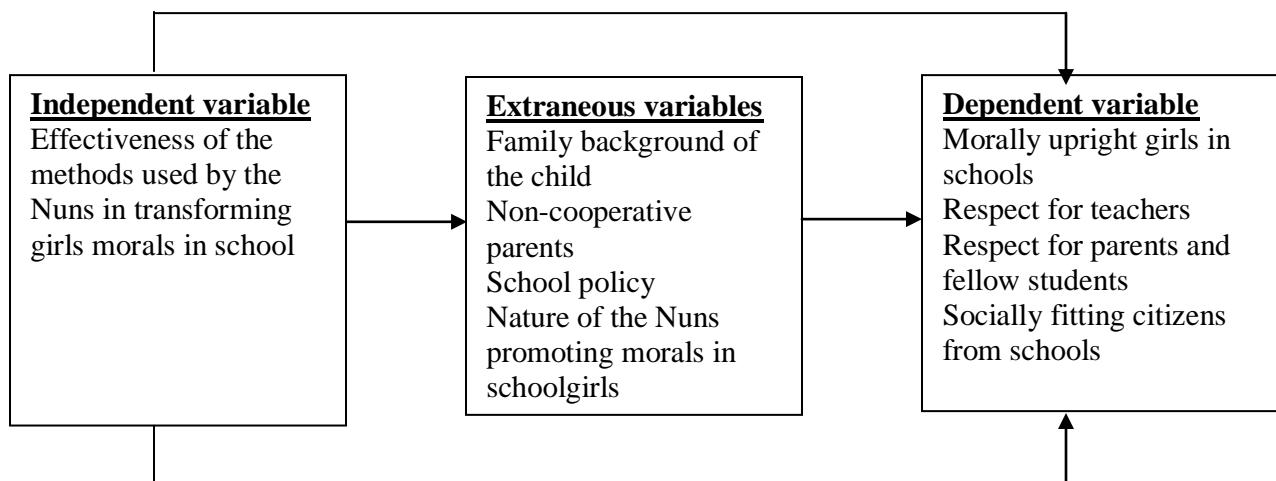 Independent variable
Effectiveness of the
methods used by the
Nuns in transforming
girls morals in school
Extraneous variables
Family background of
the child
Non-cooperative
parents
School policy
Nature of the Nuns
promoting morals in
schoolgirls
Dependent variable
Morally upright girls in
schools
Respect for teachers
Respect for parents and
fellow students
Socially fitting citizens
from schools